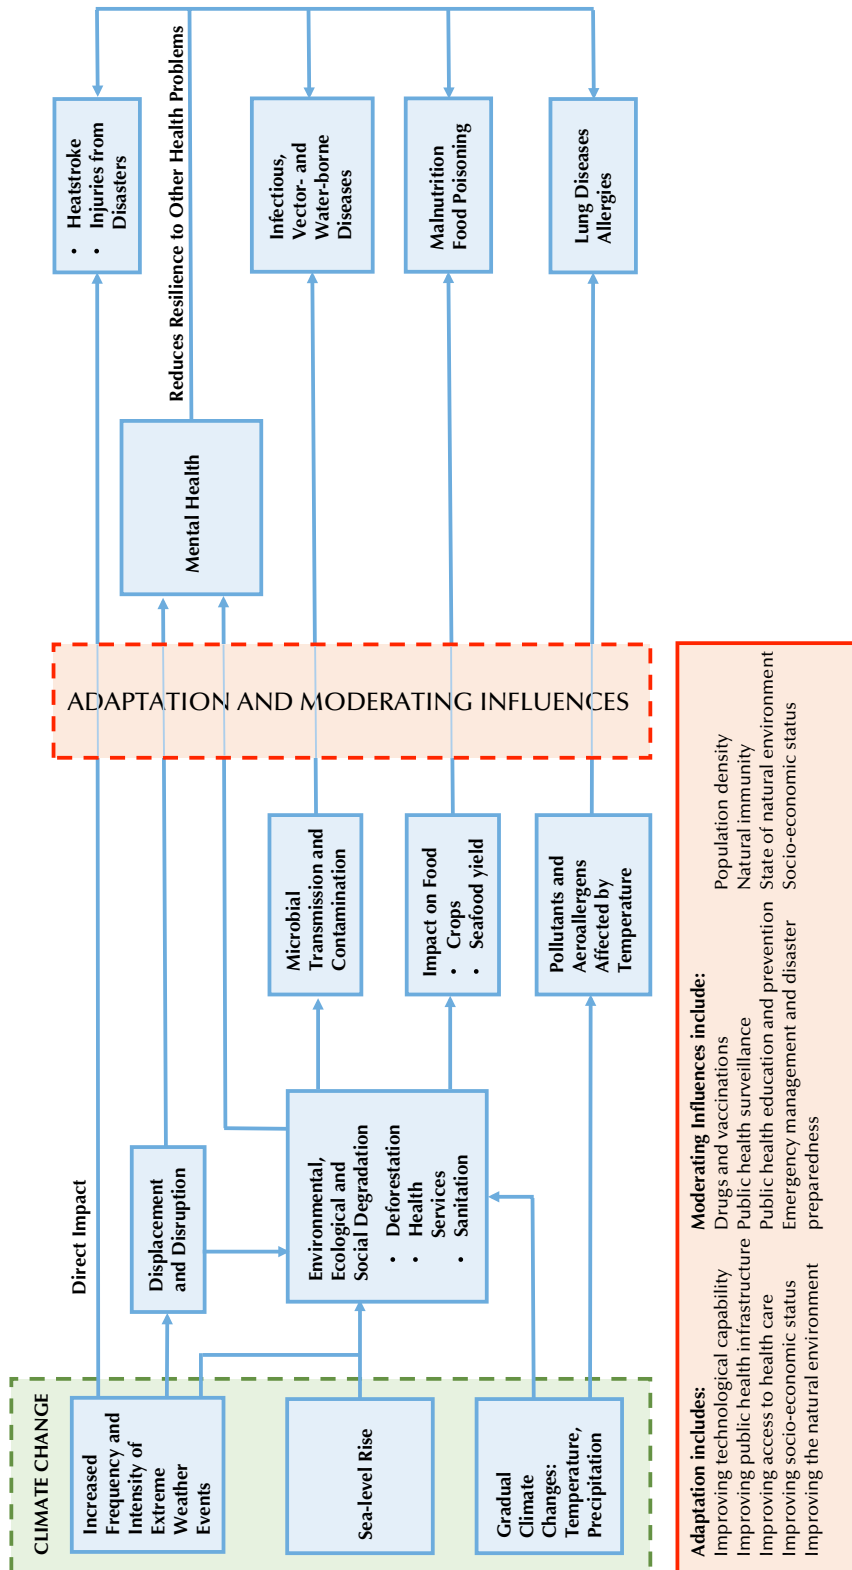 CLIMATE CHANGE
Increased
Frequency and
Intensity of
Extreme
Weather
Events
Sea-level Rise
Gradual
Climate
Changes:
Temperature,
Precipitation
Direct Impact
Displacement
and Disruption
Environmental,
Ecological and
Social Degradation
• Deforestation
• Health
Services
• Sanitation
Microbial
Transmission and
Contamination
Impact on Food
• Crops
• Seafood yield
Pollutants and
Aeroallergens
Affected by
Temperature
ADAPTATION AND MODERATING INFLUENCES
Mental Health
Reduces Resilience to Other Health Problems
• Heatstroke
• Injuries from
Disasters
Infectious,
Vector- and
Water-borne
Diseases
Malnutrition
Food Poisoning
Lung Diseases
Allergies
Adaptation includes:
Improving technological capability
Improving public health infrastructure
Improving access to health care
Improving socio-economic status
Improving the natural environment
Moderating Influences include:
Drugs and vaccinations
Public health surveillance
Public health education and prevention
Emergency management and disaster
preparedness
Population density
Natural immunity
State of natural environment
Socio-economic status